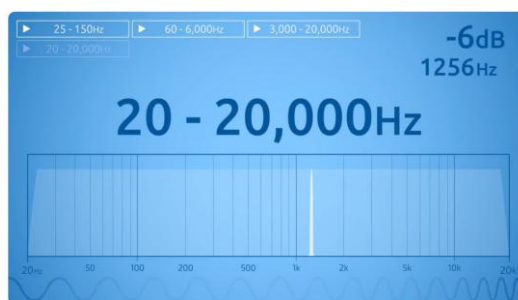 ▶ 25 - 150Hz ▶ 60 - 6,000Hz ▶ 3,000 - 20,000Hz
▶ 20 - 20,000Hz
-6dB
1256Hz
20 - 20,000Hz
20Hz 50 100 200 500 1k 2k 5k 10k 20k